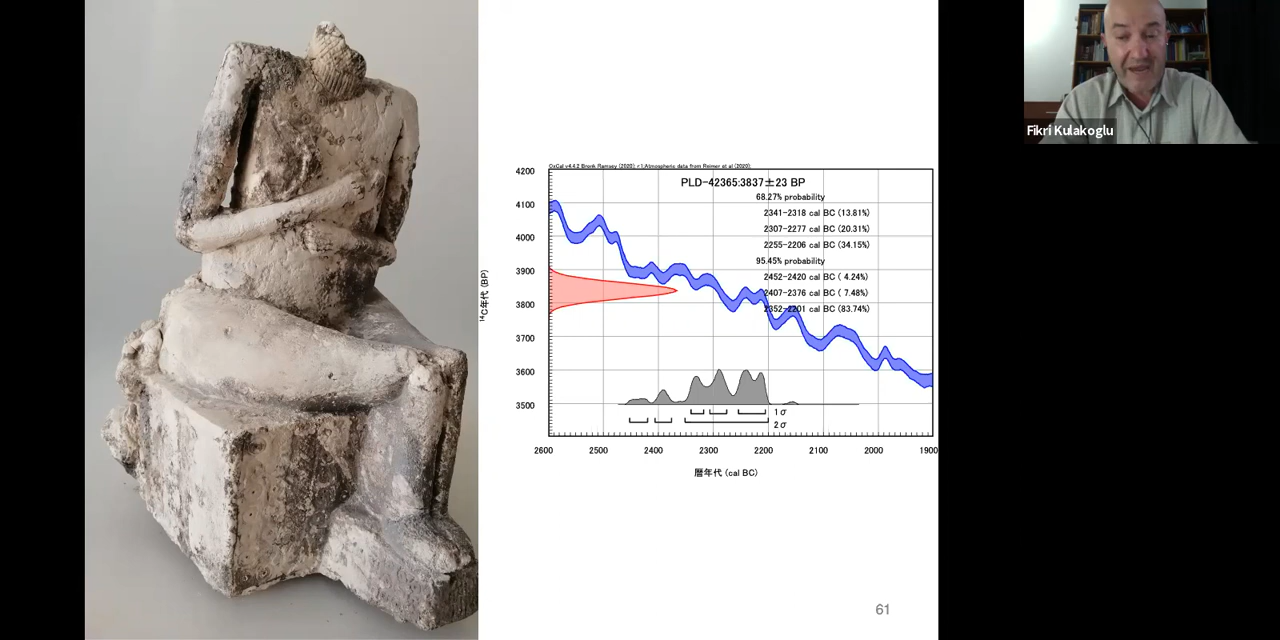 Fikri Kulakoglu
OxCal v4.4.2 Bronk Ramsey (2020); r:1,Atmospheric data from Reimer et al (2020);
PLD-42365:3837±23 BP
68.27% probability
2341-2318 cal BC (13.81%)
2307-2277 cal BC (20.31%)
2255-2206 cal BC (34.15%)
95.45% probability
2452-2420 cal BC ( 4.24%)
2407-2376 cal BC ( 7.48%)
2352-2201 cal BC (83.74%)
4200
4100
4000
3900
3800
3700
3600
3500
¹⁴C年代 (BP)
1 σ
2 σ
2600 2500 2400 2300 2200 2100 2000 1900
暦年代 (cal BC)
61